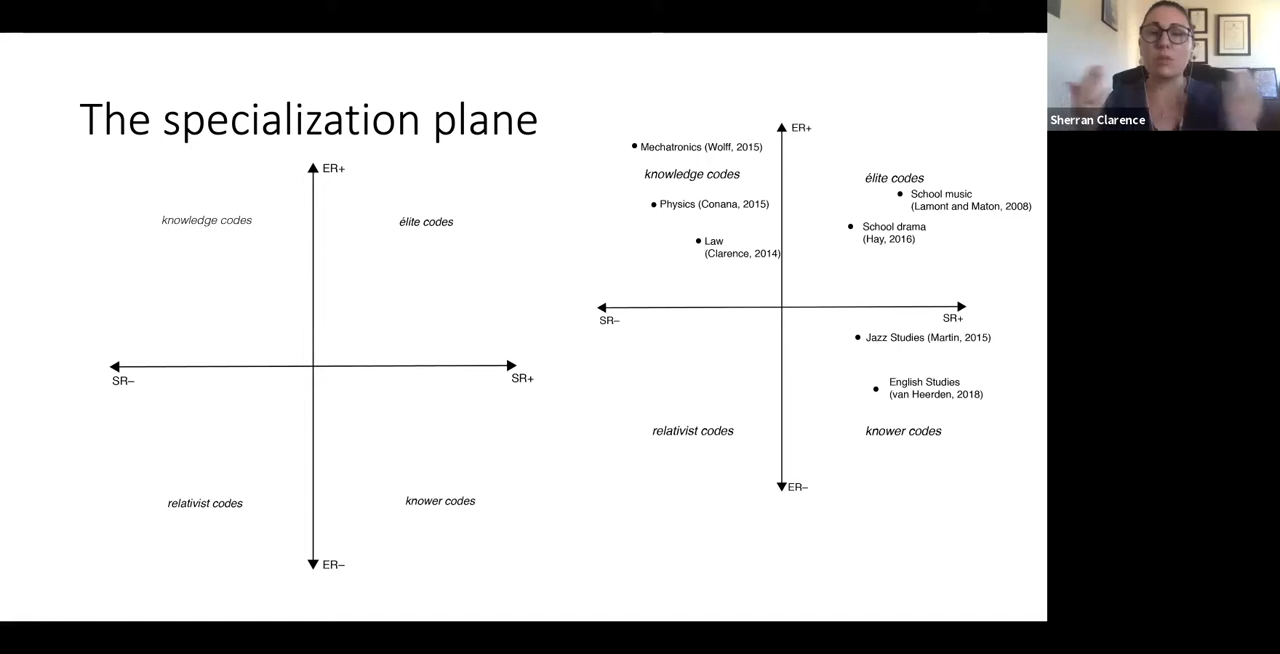 The specialization plane
ER+
knowledge codes
élite codes
SR–
SR+
relativist codes
knower codes
ER–
ER+
Mechatronics (Wolff, 2015)
knowledge codes
élite codes
School music
(Lamont and Maton, 2008)
Physics (Conana, 2015)
School drama
(Hay, 2016)
Law
(Clarence, 2014)
SR–
SR+
Jazz Studies (Martin, 2015)
English Studies
(van Heerden, 2018)
relativist codes
knower codes
ER–
Sherran Clarence